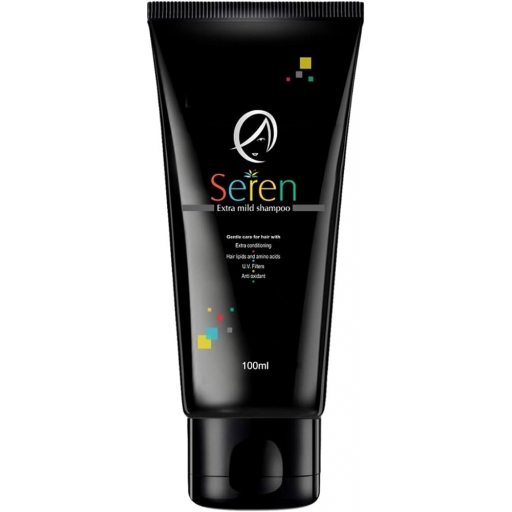 Seren
Extra mild shampoo
Gentle care for hair with
Extra conditioning
Hair lipids and amino acids
U.V. Filters
Anti oxidant
100ml